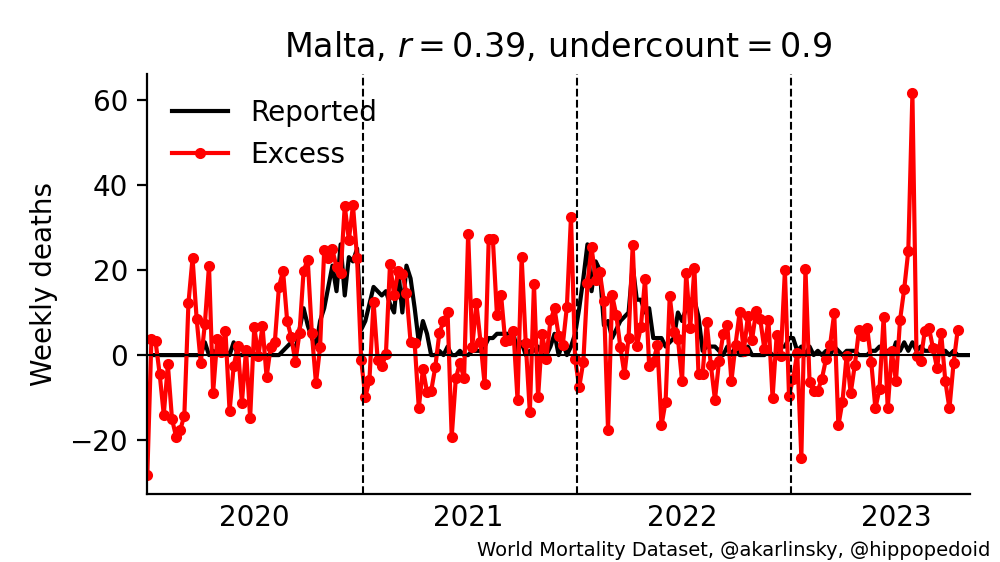 Malta, r = 0.39, undercount = 0.9
Weekly deaths
60
40
20
0
−20
Reported
Excess
2020 2021 2022 2023
World Mortality Dataset, @akarlinsky, @hippopedoid